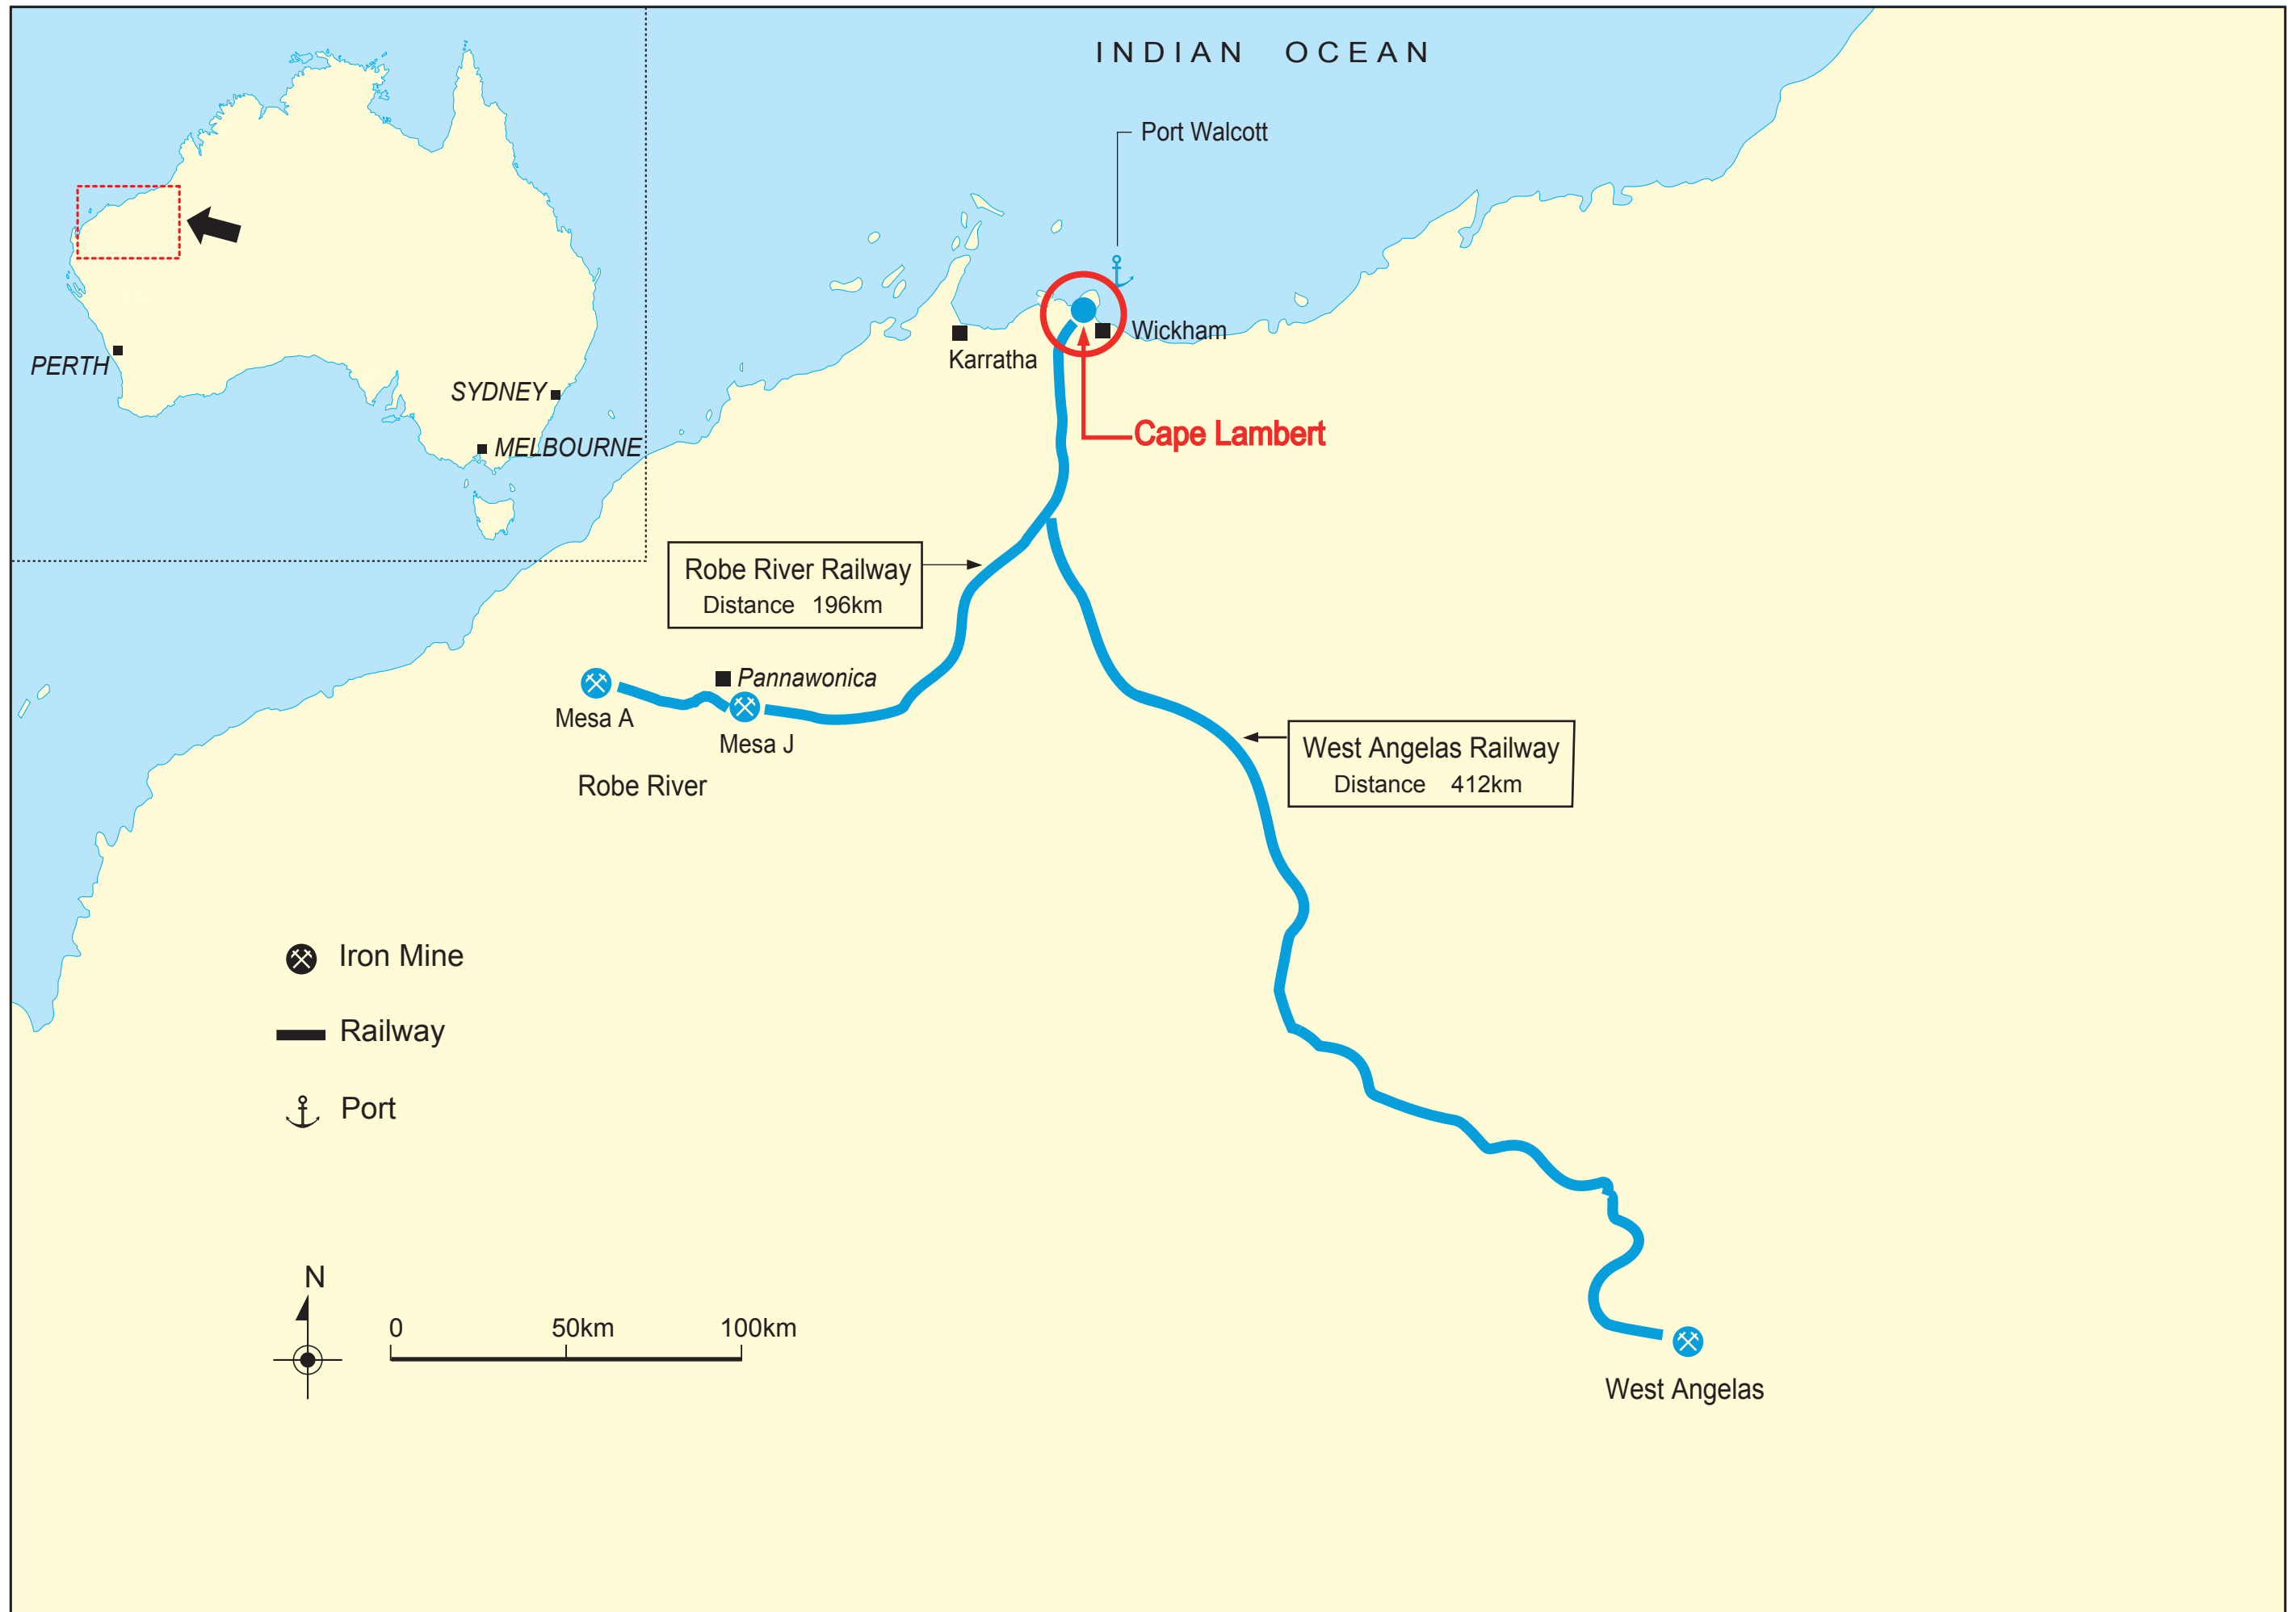 INDIAN OCEAN
Port Walcott
PERTH
SYDNEY
MELBOURNE
Karratha
Wickham
Cape Lambert
Robe River Railway
Distance 196km
Pannawonica
Mesa A
Mesa J
Robe River
West Angelas Railway
Distance 412km
Iron Mine
Railway
Port
N
0 50km 100km
West Angelas